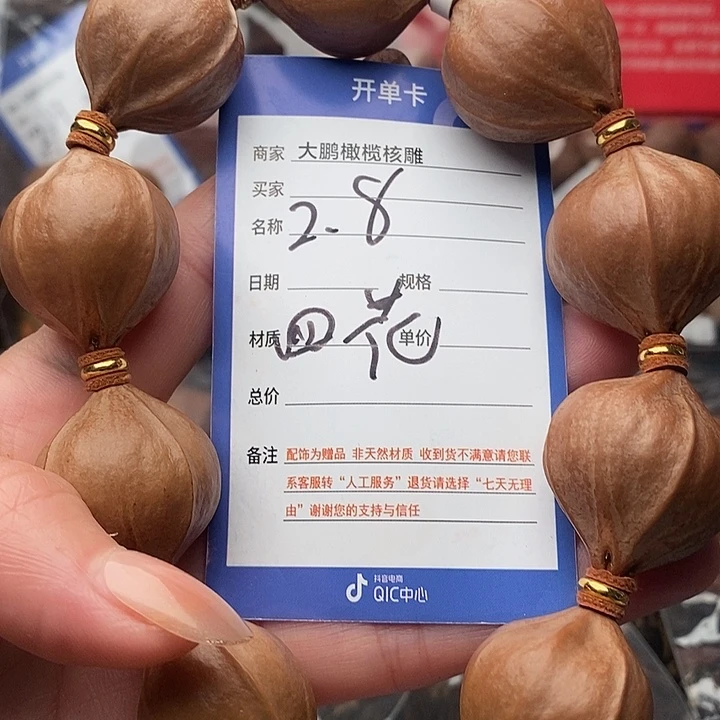 开单卡
商家 大鹏橄榄核雕
买家
名称 2-8
日期 规格
材质 四花 单价
总价
备注 配饰为赠品 非天然材质 收到货不满意请您联
系客服转“人工服务”退货请选择“七天无理
由”谢谢您的支持与信任
抖音电商
QIC中心